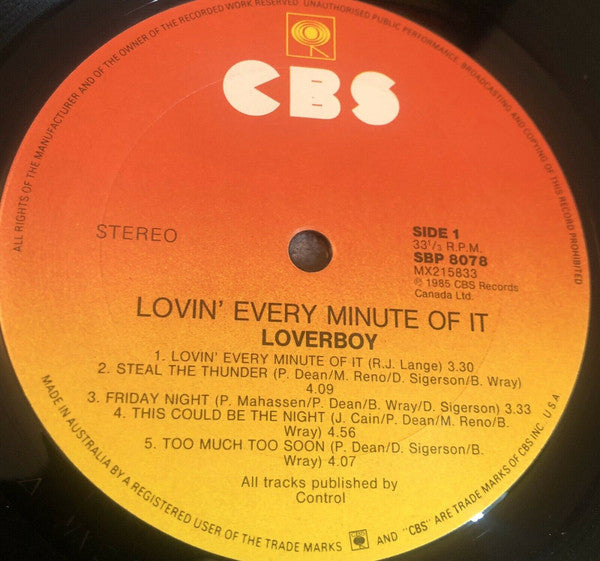 ALL RIGHTS OF THE MANUFACTURER AND OF THE OWNER OF THE RECORDED WORK RESERVED. UNAUTHORISED PUBLIC PERFORMANCE, BROADCASTING AND COPYING OF THIS RECORD PROHIBITED
CBS
STEREO
SIDE 1
33¹/₃ R.P.M.
SBP 8078
MX215833
℗ 1985 CBS Records
Canada Ltd.
LOVIN' EVERY MINUTE OF IT
LOVERBOY
1. LOVIN' EVERY MINUTE OF IT (R.J. Lange) 3.30
2. STEAL THE THUNDER (P. Dean/M. Reno/D. Sigerson/B. Wray)
4.09
3. FRIDAY NIGHT (P. Mahassen/P. Dean/B. Wray/D. Sigerson) 3.33
4. THIS COULD BE THE NIGHT (J. Cain/P. Dean/M. Reno/B.
Wray) 4.56
5. TOO MUCH TOO SOON (P. Dean/D. Sigerson/B.
Wray) 4.07
All tracks published by
Control
MADE IN AUSTRALIA BY A REGISTERED USER OF THE TRADE MARKS AND "CBS" ARE TRADE MARKS OF CBS INC. U.S.A.